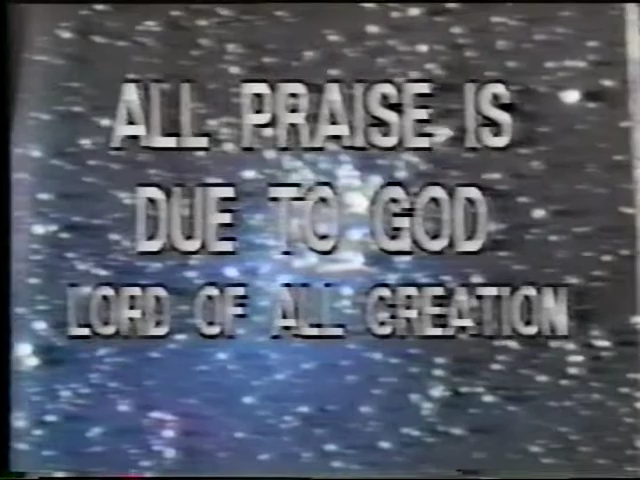 ALL PRAISE IS
DUE TO GOD
LORD OF ALL CREATION